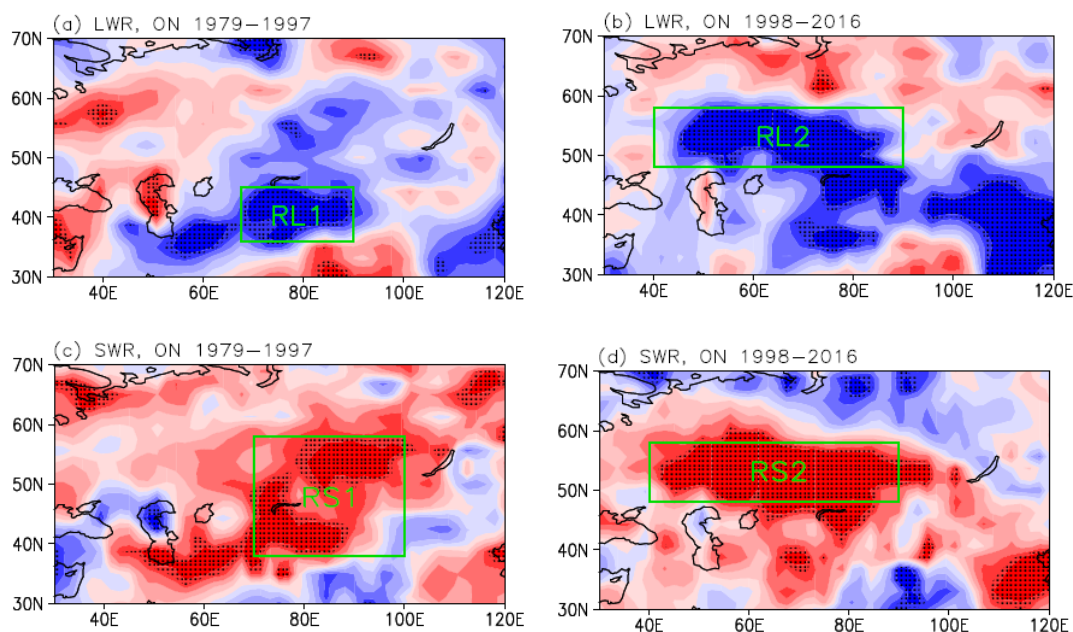 (a) LWR, ON 1979−1997
70N
60N
50N
40N
30N
RL1
40E 60E 80E 100E 120E
(b) LWR, ON 1998−2016
70N
60N
50N
40N
30N
RL2
40E 60E 80E 100E 120E
(c) SWR, ON 1979−1997
70N
60N
50N
40N
30N
RS1
40E 60E 80E 100E 120E
(d) SWR, ON 1998−2016
70N
60N
50N
40N
30N
RS2
40E 60E 80E 100E 120E